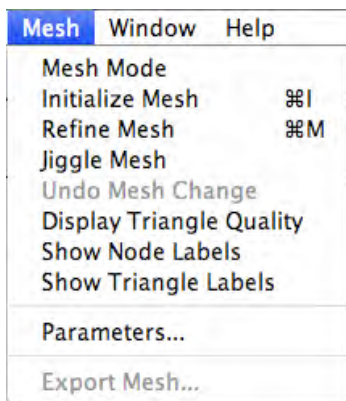 Mesh Window Help
Mesh Mode
Initialize Mesh ⌘I
Refine Mesh ⌘M
Jiggle Mesh
Undo Mesh Change
Display Triangle Quality
Show Node Labels
Show Triangle Labels
Parameters...
Export Mesh...